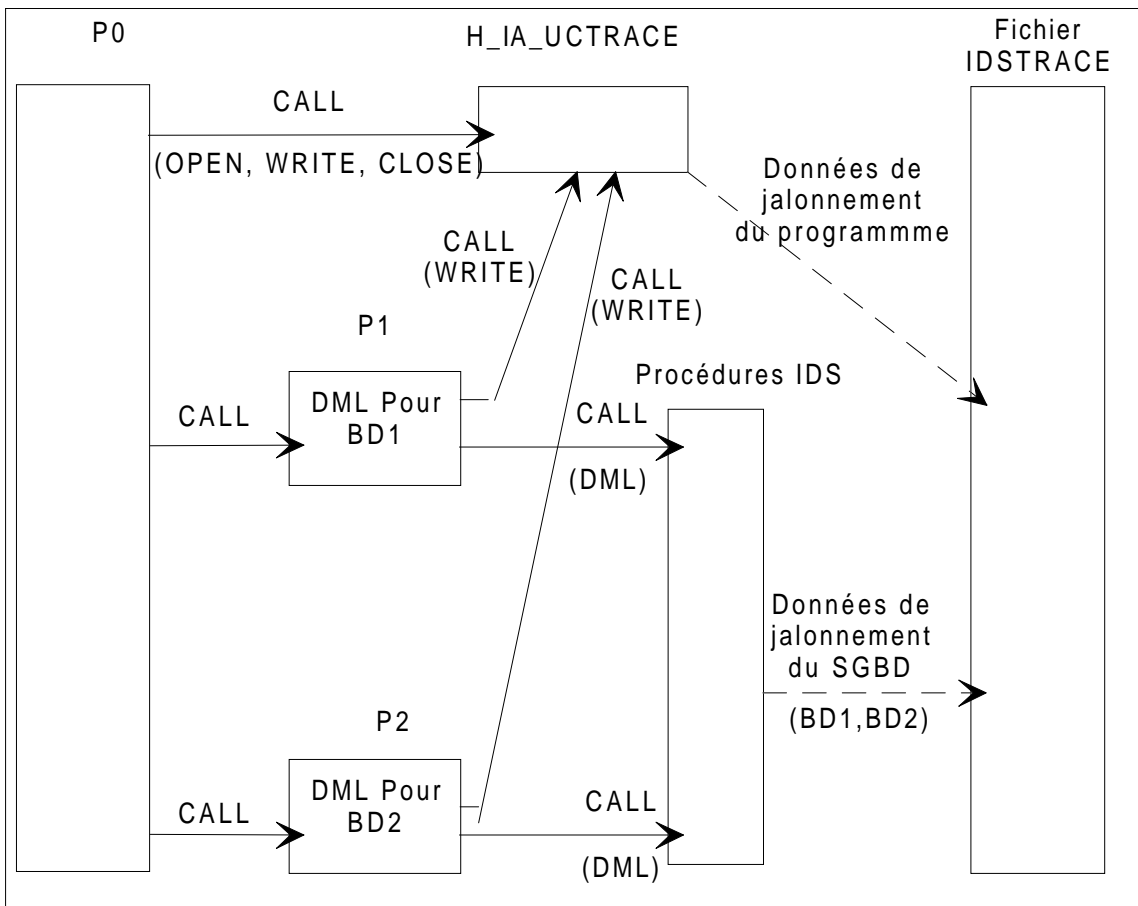 P0
H_IA_UCTRACE
Fichier
IDSTRACE
CALL
(OPEN, WRITE, CLOSE)
Données de
jalonnement
du programmme
CALL
(WRITE)
CALL
(WRITE)
P1
Procédures IDS
DML Pour
BD1
CALL
CALL
(DML)
Données de
jalonnement
du SGBD
(BD1,BD2)
P2
DML Pour
BD2
CALL
CALL
(DML)